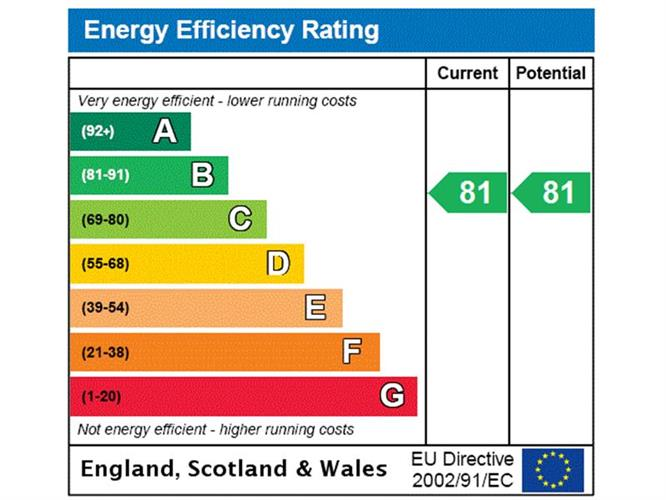 Energy Efficiency Rating
Current Potential
Very energy efficient - lower running costs
(92+) A
(81-91) B
81 81
(69-80) C
(55-68) D
(39-54) E
(21-38) F
(1-20) G
Not energy efficient - higher running costs
England, Scotland & Wales
EU Directive
2002/91/EC